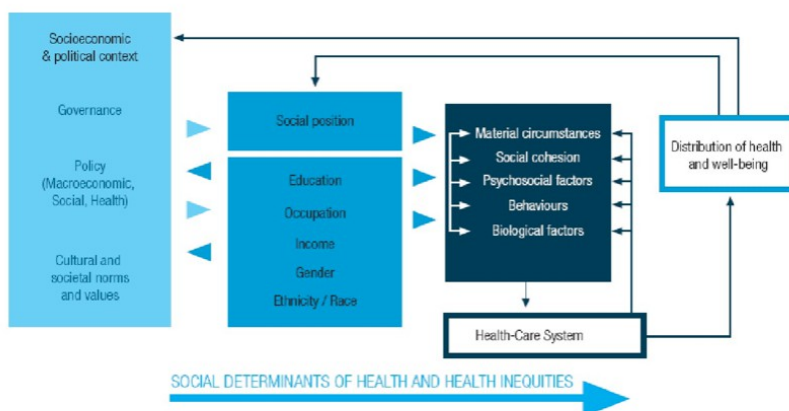 Socioeconomic
& political context
Governance
Policy
(Macroeconomic,
Social, Health)
Cultural and
societal norms
and values
Social position
Education
Occupation
Income
Gender
Ethnicity / Race
Material circumstances
Social cohesion
Psychosocial factors
Behaviours
Biological factors
Health-Care System
Distribution of health
and well-being
SOCIAL DETERMINANTS OF HEALTH AND HEALTH INEQUITIES